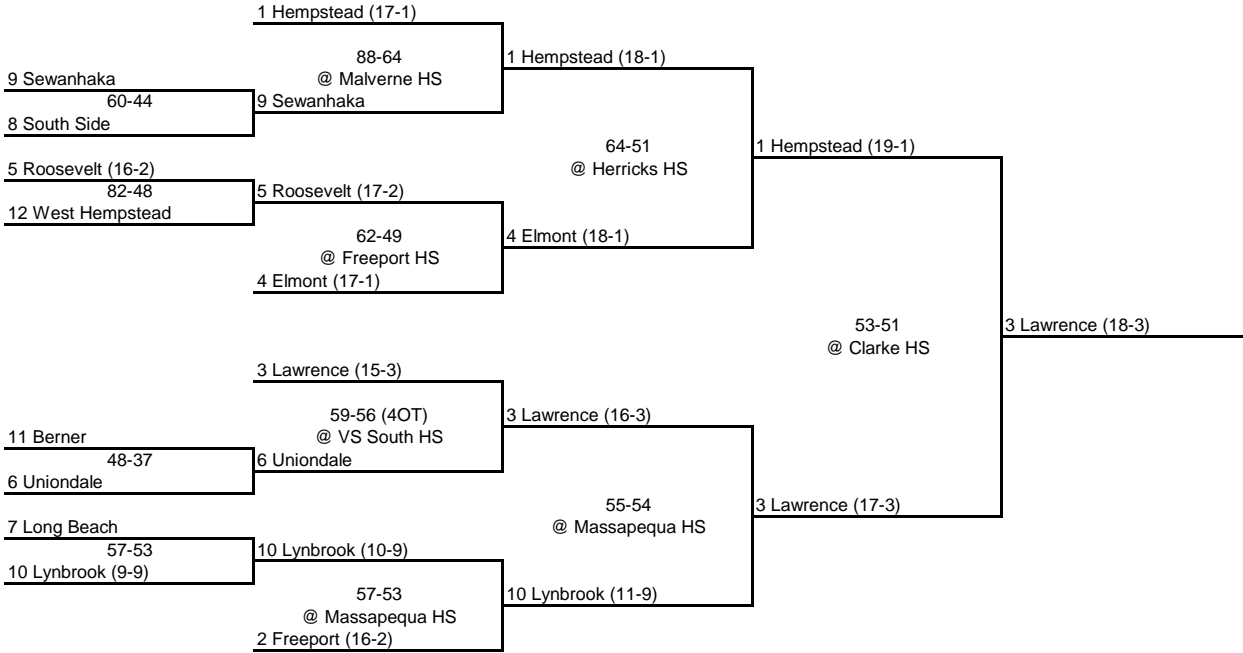 1 Hempstead (17-1)
88-64
@ Malverne HS
1 Hempstead (18-1)
9 Sewanhaka
60-44
9 Sewanhaka
8 South Side
64-51
@ Herricks HS
1 Hempstead (19-1)
5 Roosevelt (16-2)
82-48
5 Roosevelt (17-2)
12 West Hempstead
62-49
@ Freeport HS
4 Elmont (18-1)
4 Elmont (17-1)
53-51
@ Clarke HS
3 Lawrence (18-3)
3 Lawrence (15-3)
59-56 (4OT)
@ VS South HS
3 Lawrence (16-3)
11 Berner
48-37
6 Uniondale
6 Uniondale
55-54
@ Massapequa HS
3 Lawrence (17-3)
7 Long Beach
57-53
10 Lynbrook (10-9)
10 Lynbrook (9-9)
57-53
@ Massapequa HS
10 Lynbrook (11-9)
2 Freeport (16-2)